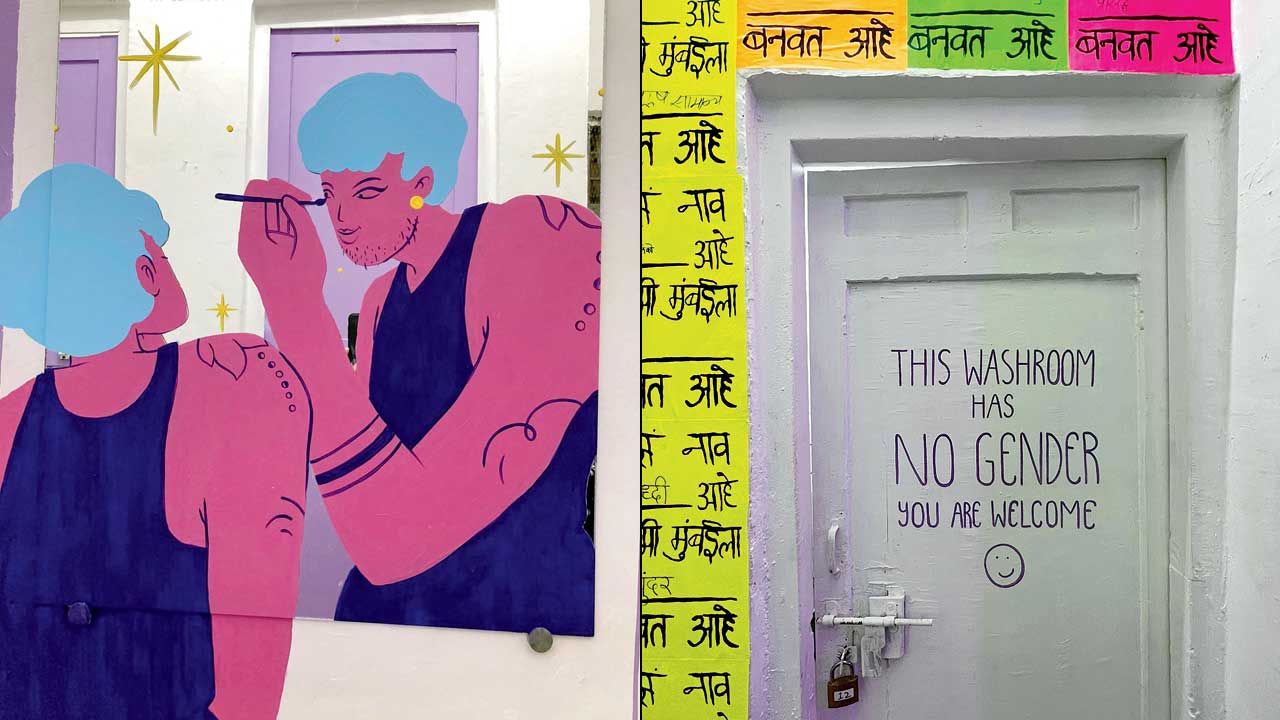 आहे
मुंबईला
सामान्य
आहे
नाव
आहे
मी मुंबईला
आहे
नाव
आहे
मी मुंबईला
आहे
नाव
बनवत आहे
बनवत आहे
बनवत आहे
THIS WASHROOM
HAS
NO GENDER
YOU ARE WELCOME
12